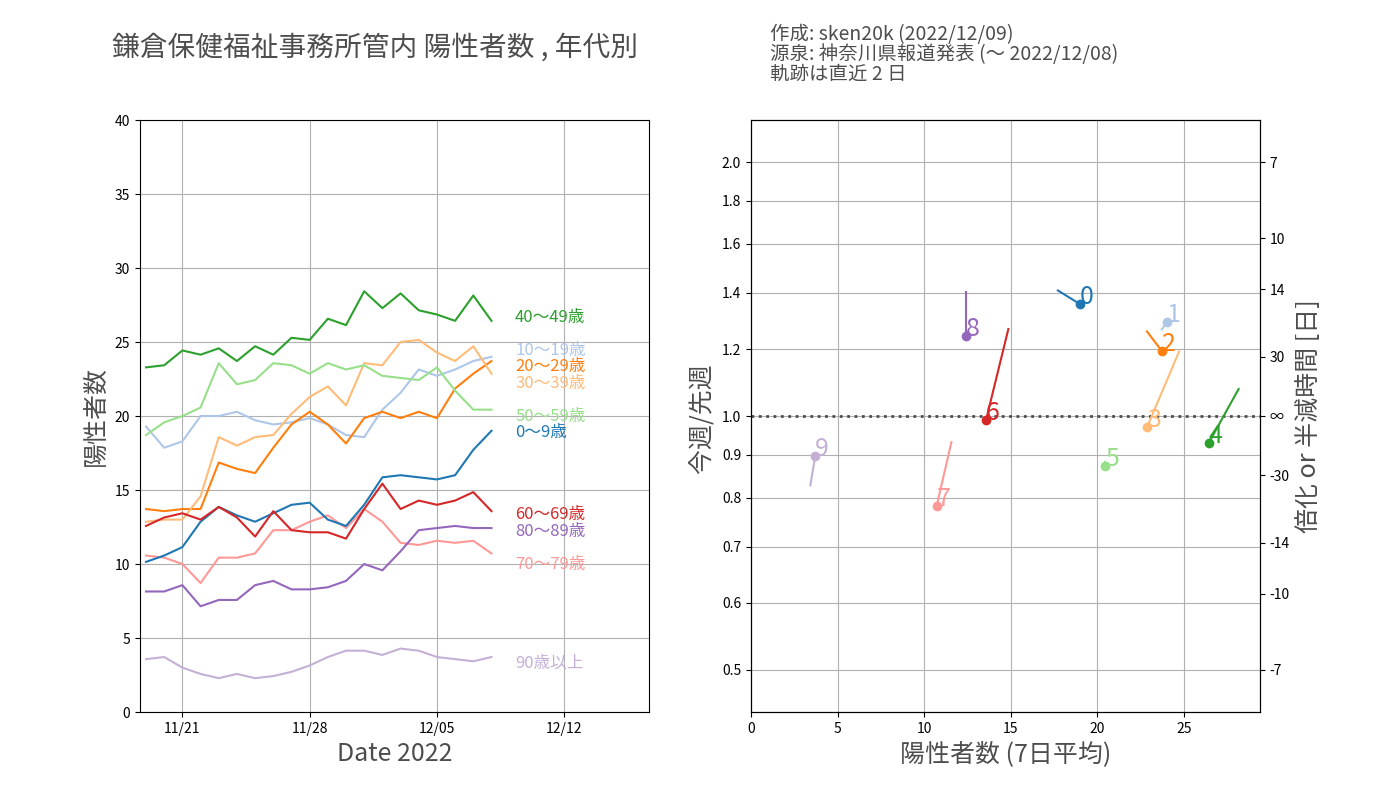 鎌倉保健福祉事務所管内 陽性者数 , 年代別
作成: sken20k (2022/12/09)
源泉: 神奈川県報道発表 (〜 2022/12/08)
軌跡は直近 2 日
陽性者数
40
35
30
25
20
15
10
5
0
40〜49歳
10〜19歳
20〜29歳
30〜39歳
50〜59歳
0〜9歳
60〜69歳
80〜89歳
70〜79歳
90歳以上
11/21
11/28
12/05
12/12
Date 2022
今週/先週
2.0
1.8
1.6
1.4
1.2
1.0
0.9
0.8
0.7
0.6
0.5
0
1
8
2
6
3
4
9
5
7
7
10
14
30
∞
-30
-14
-10
-7
倍化 or 半減時間 [日]
0
5
10
15
20
25
陽性者数 (7日平均)